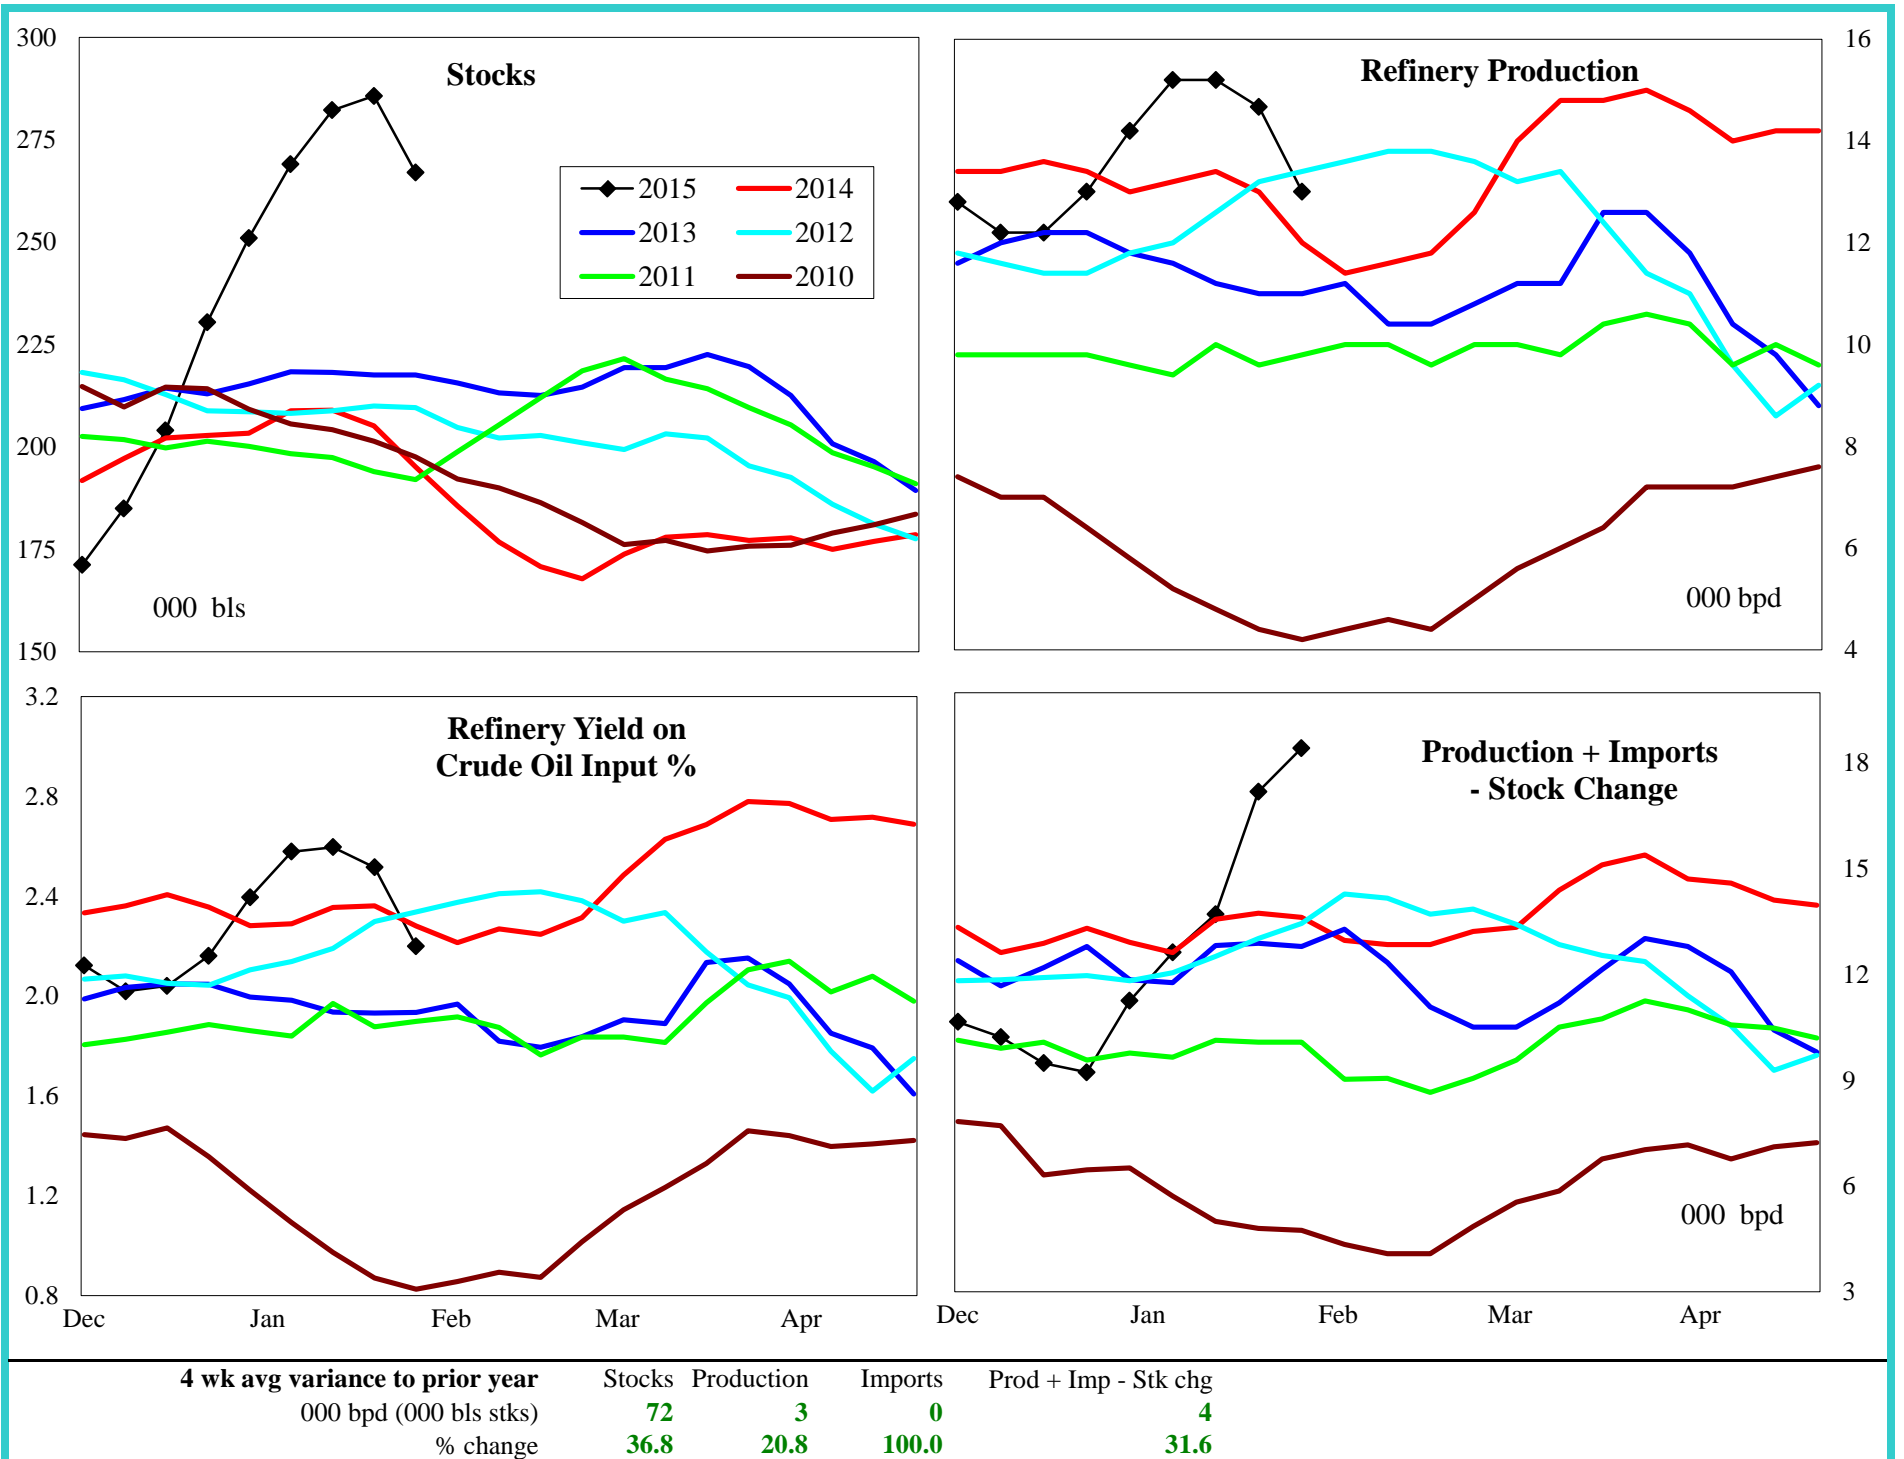 Stocks
300
275
250
225
200
175
150
2015 2014
2013 2012
2011 2010
000 bls
Refinery Production
16
14
12
10
8
6
4
000 bpd
Refinery Yield on
Crude Oil Input %
3.2
2.8
2.4
2.0
1.6
1.2
0.8
Dec Jan Feb Mar Apr
Production + Imports
- Stock Change
18
15
12
9
6
3
000 bpd
Dec Jan Feb Mar Apr
4 wk avg variance to prior year Stocks Production Imports Prod + Imp - Stk chg
000 bpd (000 bls stks) 72 3 0 4
% change 36.8 20.8 100.0 31.6